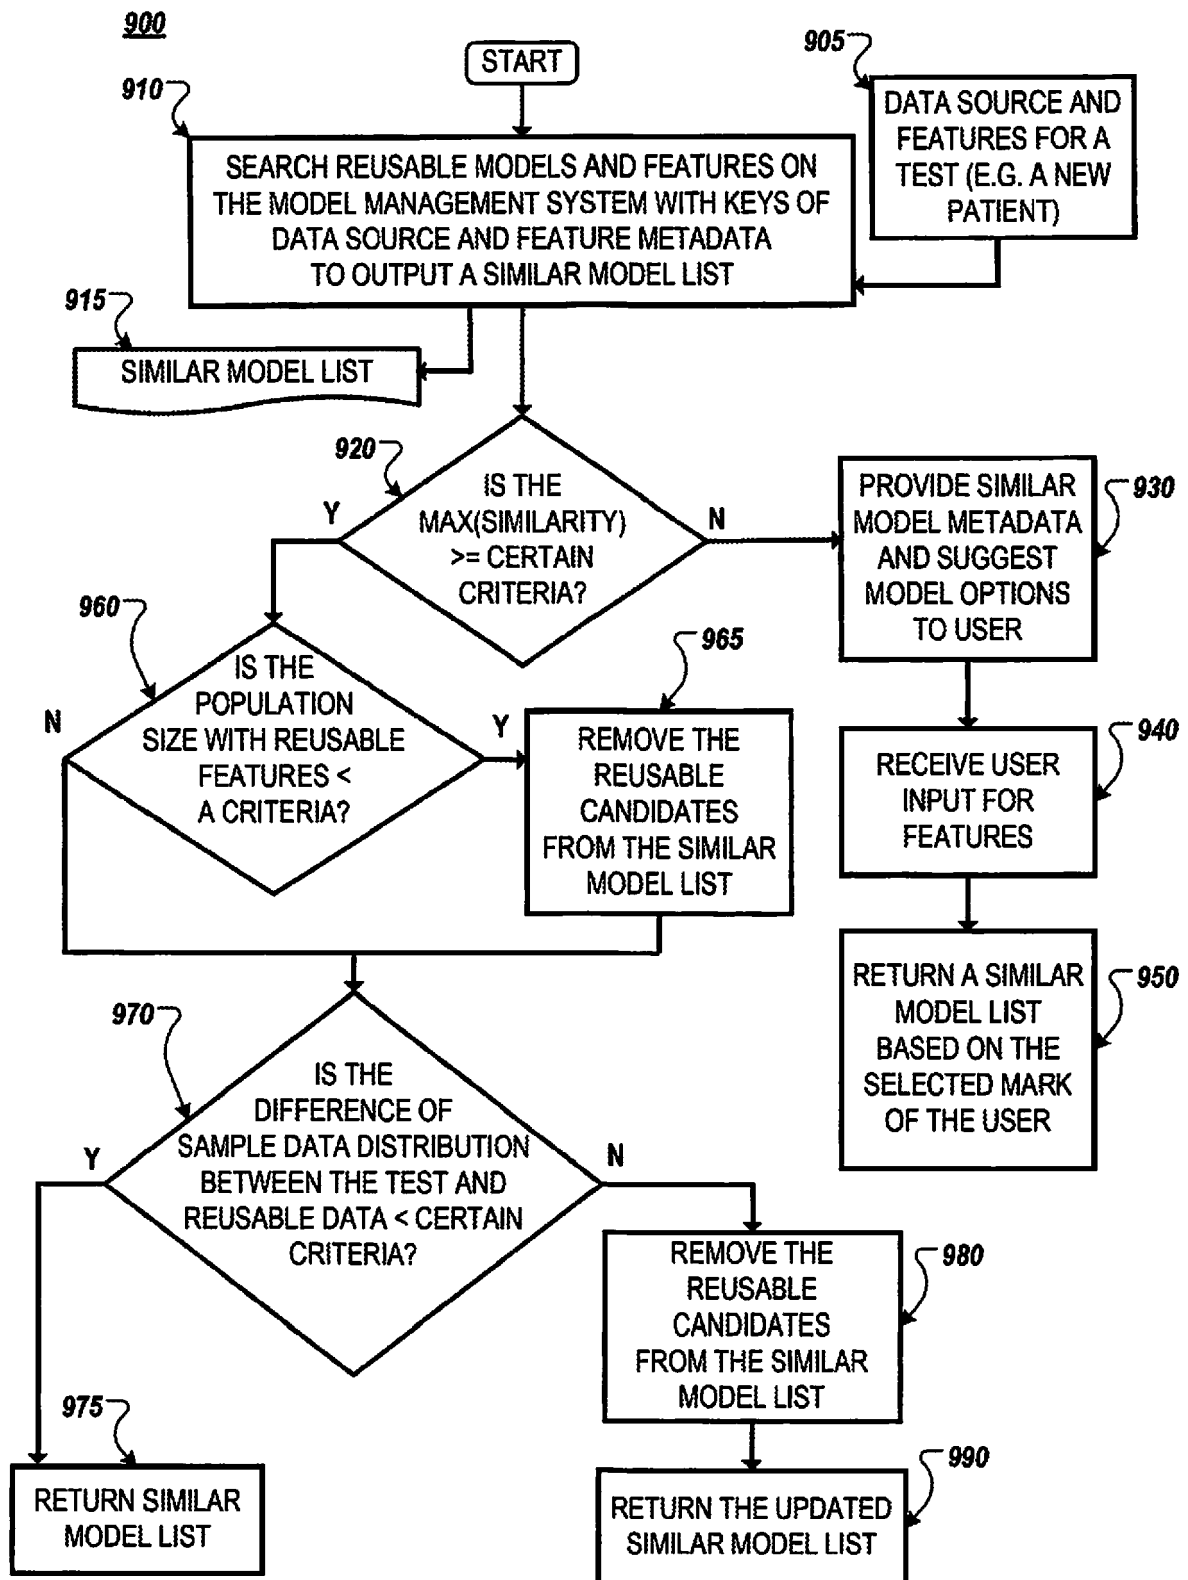 900
START
905
910
DATA SOURCE AND
FEATURES FOR A
TEST (E.G. A NEW
PATIENT)
SEARCH REUSABLE MODELS AND FEATURES ON
THE MODEL MANAGEMENT SYSTEM WITH KEYS OF
DATA SOURCE AND FEATURE METADATA
TO OUTPUT A SIMILAR MODEL LIST
915
SIMILAR MODEL LIST
920
IS THE
MAX(SIMILARITY)
>= CERTAIN
CRITERIA?
Y
N
930
PROVIDE SIMILAR
MODEL METADATA
AND SUGGEST
MODEL OPTIONS
TO USER
960
IS THE
POPULATION
SIZE WITH REUSABLE
FEATURES <
A CRITERIA?
N
Y
965
REMOVE THE
REUSABLE
CANDIDATES
FROM THE SIMILAR
MODEL LIST
940
RECEIVE USER
INPUT FOR
FEATURES
950
RETURN A SIMILAR
MODEL LIST
BASED ON THE
SELECTED MARK
OF THE USER
970
IS THE
DIFFERENCE OF
SAMPLE DATA DISTRIBUTION
BETWEEN THE TEST AND
REUSABLE DATA < CERTAIN
CRITERIA?
Y
N
980
REMOVE THE
REUSABLE
CANDIDATES
FROM THE SIMILAR
MODEL LIST
975
RETURN SIMILAR
MODEL LIST
990
RETURN THE UPDATED
SIMILAR MODEL LIST